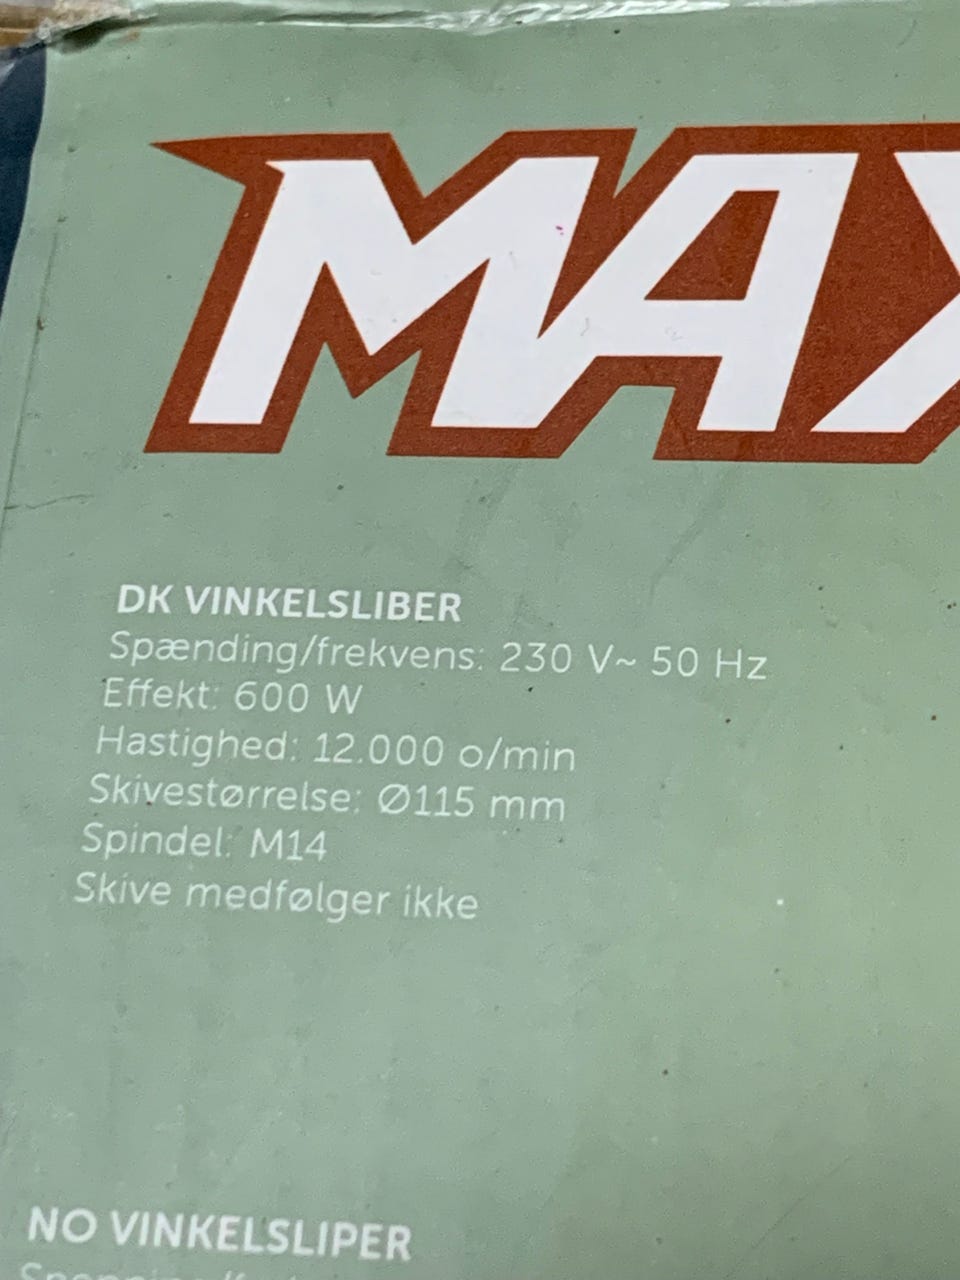 MAX
DK VINKELSLIBER
Spænding/frekvens: 230 V~ 50 Hz
Effekt: 600 W
Hastighed: 12.000 o/min
Skivestørrelse: Ø115 mm
Spindel: M14
Skive medfølger ikke
NO VINKELSLIPER